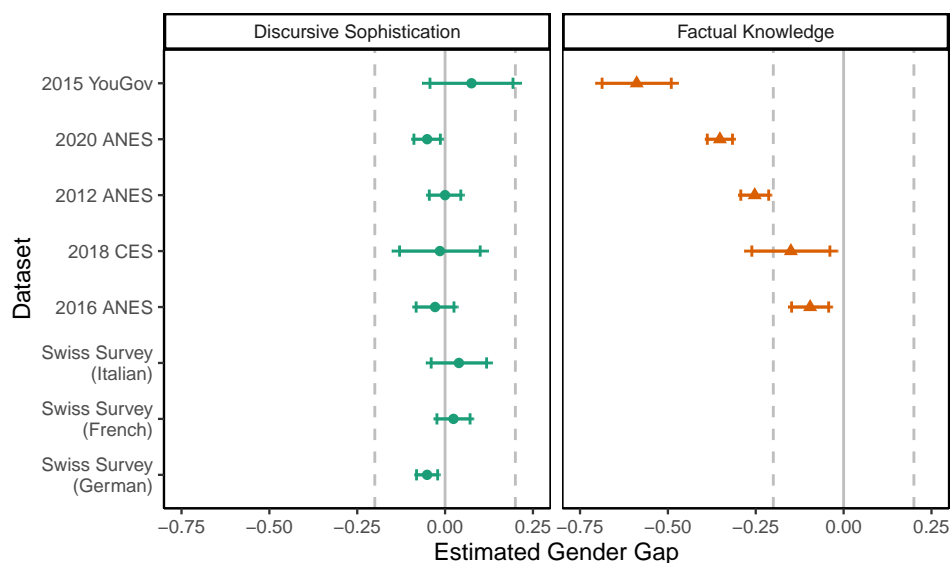 Discursive Sophistication
Factual Knowledge
Dataset
2015 YouGov
2020 ANES
2012 ANES
2018 CES
2016 ANES
Swiss Survey
(Italian)
Swiss Survey
(French)
Swiss Survey
(German)
−0.75 −0.50 −0.25 0.00 0.25
−0.75 −0.50 −0.25 0.00 0.25
Estimated Gender Gap